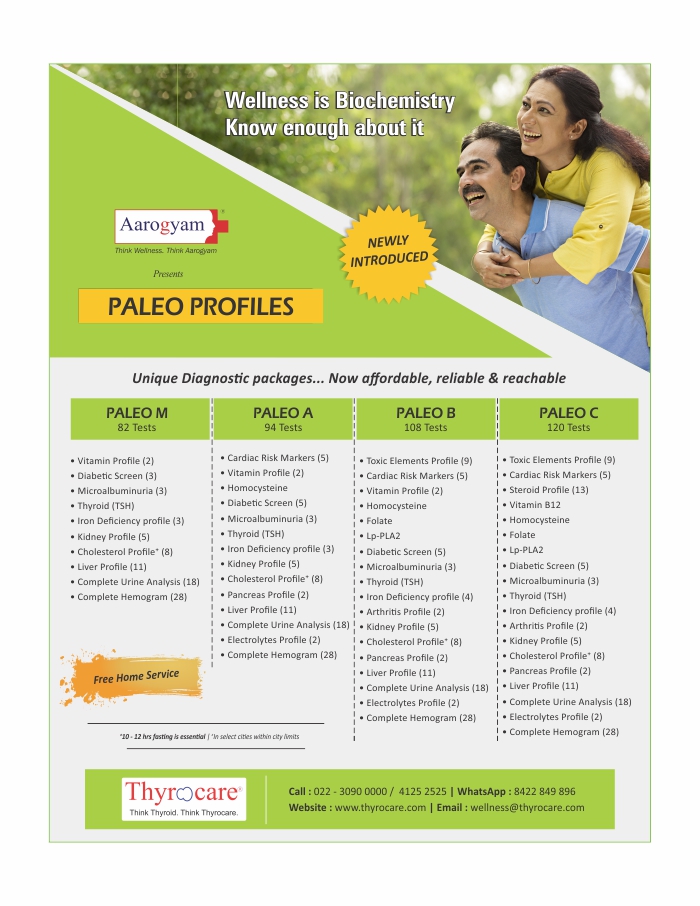 Wellness is Biochemistry
Know enough about it
Aarogyam®
Think Wellness. Think Aarogyam
Presents
PALEO PROFILES
NEWLY
INTRODUCED
Unique Diagnostic packages... Now affordable, reliable & reachable
PALEO M
82 Tests
• Vitamin Profile (2)
• Diabetic Screen (3)
• Microalbuminuria (3)
• Thyroid (TSH)
• Iron Deficiency profile (3)
• Kidney Profile (5)
• Cholesterol Profile* (8)
• Liver Profile (11)
• Complete Urine Analysis (18)
• Complete Hemogram (28)
PALEO A
94 Tests
• Cardiac Risk Markers (5)
• Vitamin Profile (2)
• Homocysteine
• Diabetic Screen (5)
• Microalbuminuria (3)
• Thyroid (TSH)
• Iron Deficiency profile (3)
• Kidney Profile (5)
• Cholesterol Profile* (8)
• Pancreas Profile (2)
• Liver Profile (11)
• Complete Urine Analysis (18)
• Electrolytes Profile (2)
• Complete Hemogram (28)
PALEO B
108 Tests
• Toxic Elements Profile (9)
• Cardiac Risk Markers (5)
• Vitamin Profile (2)
• Homocysteine
• Folate
• Lp-PLA2
• Diabetic Screen (5)
• Microalbuminuria (3)
• Thyroid (TSH)
• Iron Deficiency profile (4)
• Arthritis Profile (2)
• Kidney Profile (5)
• Cholesterol Profile* (8)
• Pancreas Profile (2)
• Liver Profile (11)
• Complete Urine Analysis (18)
• Electrolytes Profile (2)
• Complete Hemogram (28)
PALEO C
120 Tests
• Toxic Elements Profile (9)
• Cardiac Risk Markers (5)
• Steroid Profile (13)
• Vitamin B12
• Homocysteine
• Folate
• Lp-PLA2
• Diabetic Screen (5)
• Microalbuminuria (3)
• Thyroid (TSH)
• Iron Deficiency profile (4)
• Arthritis Profile (2)
• Kidney Profile (5)
• Cholesterol Profile* (8)
• Pancreas Profile (2)
• Liver Profile (11)
• Complete Urine Analysis (18)
• Electrolytes Profile (2)
• Complete Hemogram (28)
Free Home Service
*10 - 12 hrs fasting is essential | *In select cities within city limits
Thyrocare®
Think Thyroid. Think Thyrocare.
Call : 022 - 3090 0000 / 4125 2525 | WhatsApp : 8422 849 896
Website : www.thyrocare.com | Email : wellness@thyrocare.com